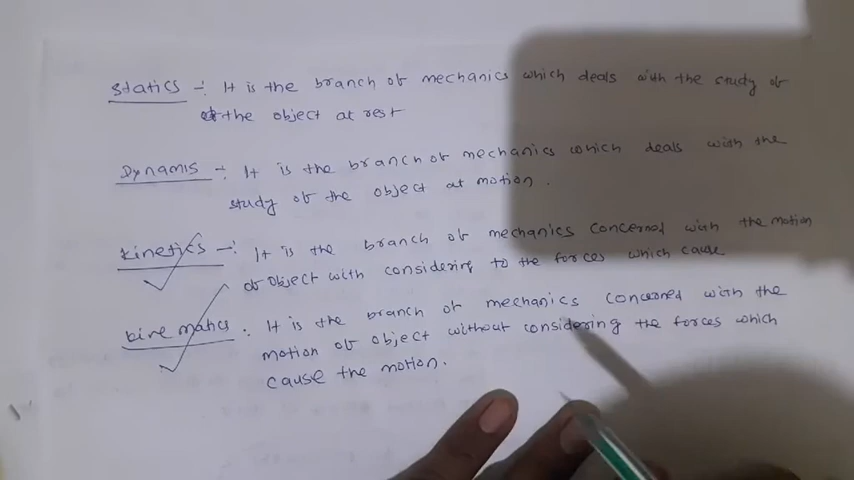 Statics :- It is the branch of mechanics which deals with the study of
the object at rest
Dynamis :- It is the branch of mechanics which deals with the
study of the object at motion.
kinetics :- It is the branch of mechanics concerned with the motion
of object with considering to the forces which cause
kinematics : It is the branch of mechanics concerned with the
motion of object without considering the forces which
cause the motion.